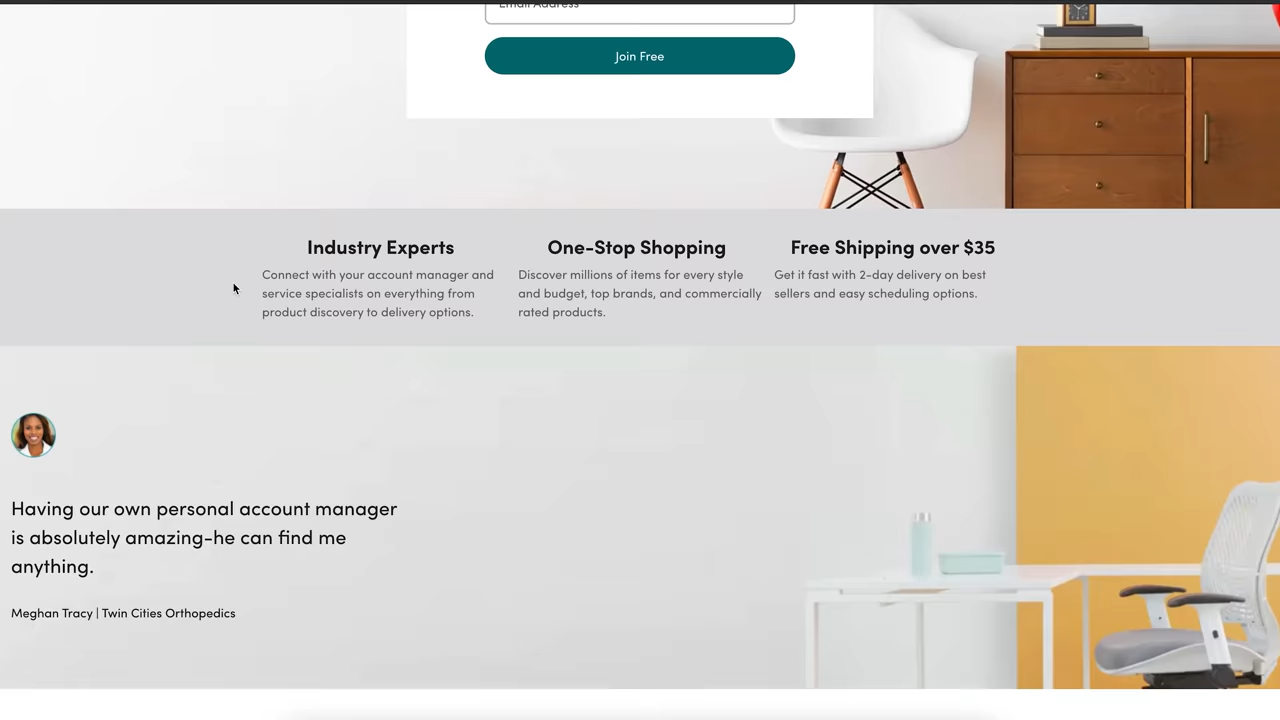 Email Address
Join Free
Industry Experts
Connect with your account manager and
service specialists on everything from
product discovery to delivery options.
One-Stop Shopping
Discover millions of items for every style
and budget, top brands, and commercially
rated products.
Free Shipping over $35
Get it fast with 2-day delivery on best
sellers and easy scheduling options.
Having our own personal account manager
is absolutely amazing-he can find me
anything.
Meghan Tracy | Twin Cities Orthopedics